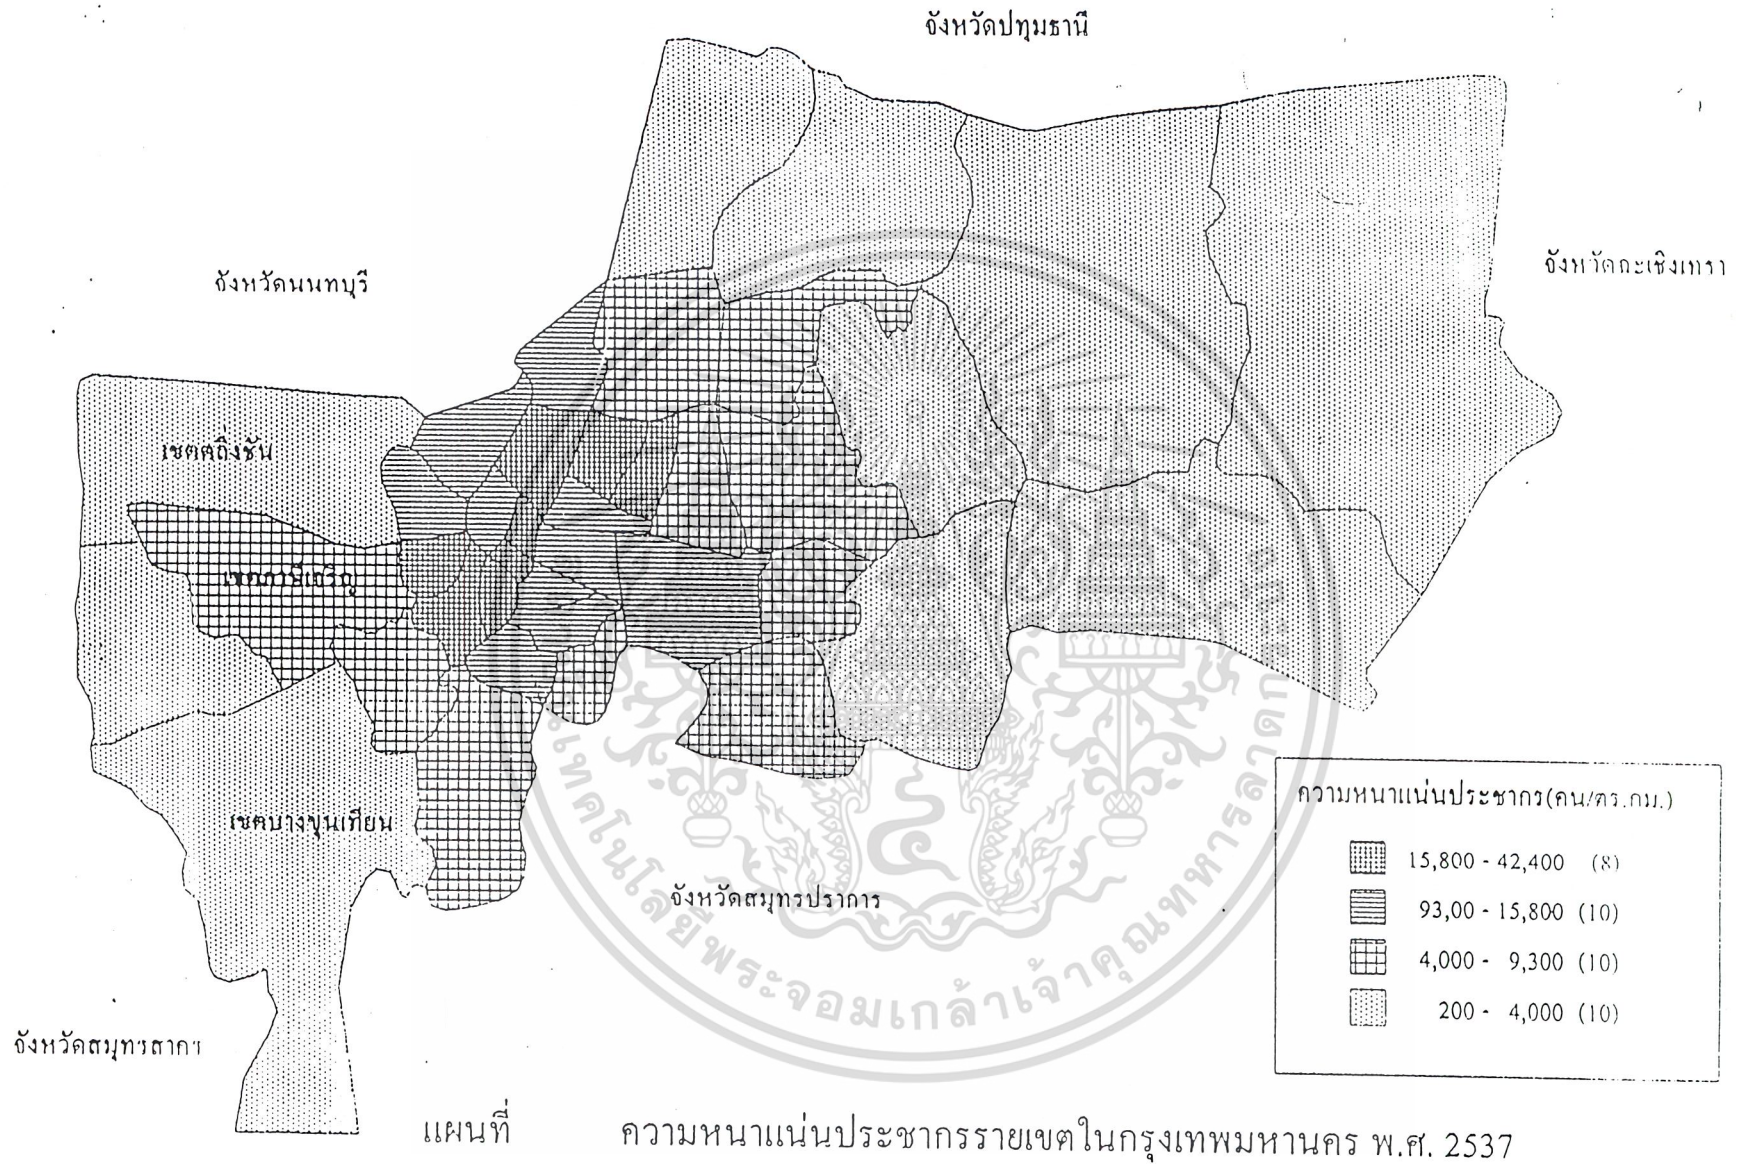 จังหวัดปทุมธานี
จังหวัดฉะเชิงเทรา
จังหวัดนนทบุรี
เขตตลิ่งชัน
เขตภาษีเจริญ
เขตบางขุนเทียน
จังหวัดสมุทรปราการ
จังหวัดสมุทรสาคร
ความหนาแน่นประชากร(คน/ตร.กม.)
15,800 - 42,400 (8)
93,00 - 15,800 (10)
4,000 - 9,300 (10)
200 - 4,000 (10)
แผนที่ ความหนาแน่นประชากรรายเขตในกรุงเทพมหานคร พ.ศ. 2537